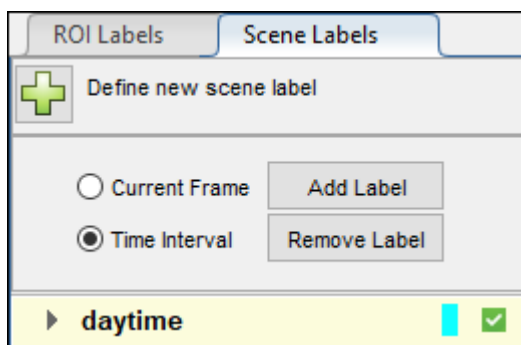 ROI Labels
Scene Labels
Define new scene label
Current Frame
Add Label
Time Interval
Remove Label
daytime